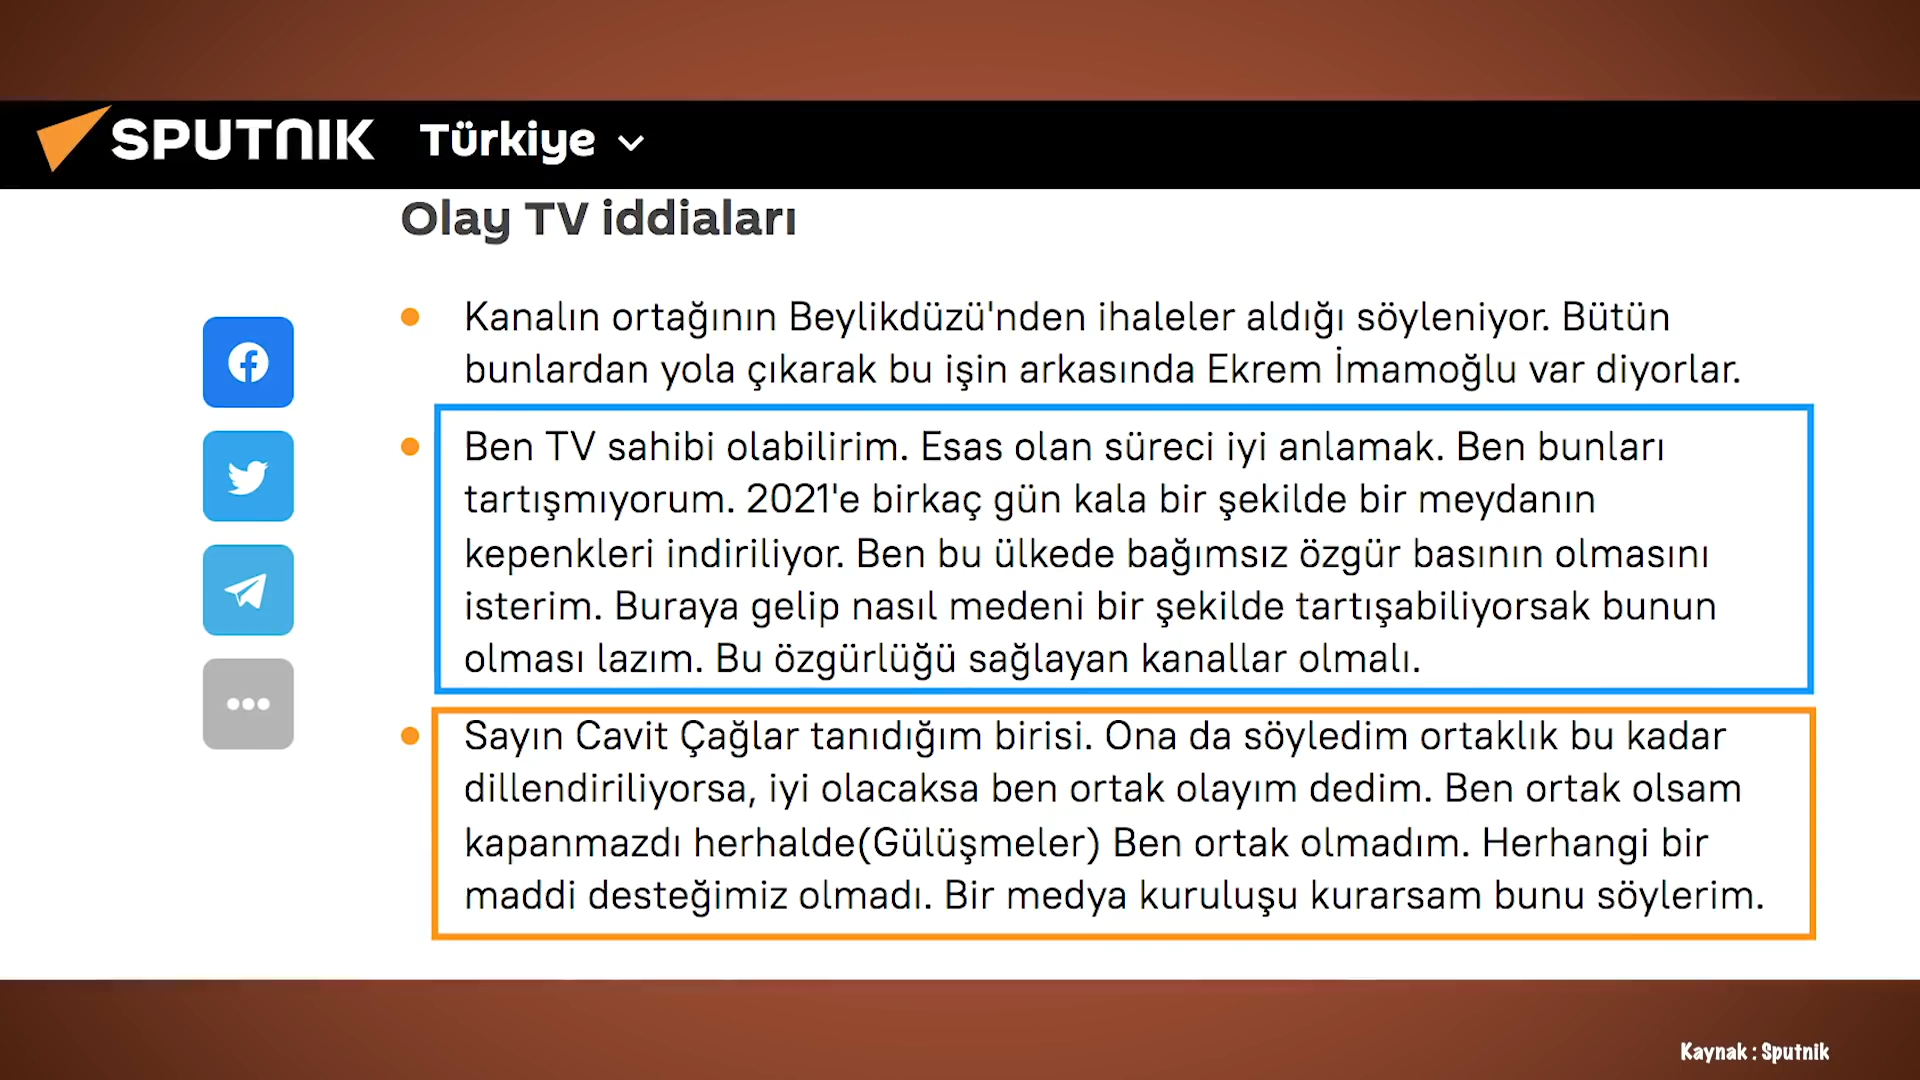 SPUTNIK Türkiye
Olay TV iddiaları
Kanalın ortağının Beylikdüzü'nden ihaleler aldığı söyleniyor. Bütün
bunlardan yola çıkarak bu işin arkasında Ekrem İmamoğlu var diyorlar.
Ben TV sahibi olabilirim. Esas olan süreci iyi anlamak. Ben bunları
tartışmıyorum. 2021'e birkaç gün kala bir şekilde bir meydanın
kepenkleri indiriliyor. Ben bu ülkede bağımsız özgür basının olmasını
isterim. Buraya gelip nasıl medeni bir şekilde tartışabiliyorsak bunun
olması lazım. Bu özgürlüğü sağlayan kanallar olmalı.
Sayın Cavit Çağlar tanıdığım birisi. Ona da söyledim ortaklık bu kadar
dillendiriliyorsa, iyi olacaksa ben ortak olayım dedim. Ben ortak olsam
kapanmazdı herhalde(Gülüşmeler) Ben ortak olmadım. Herhangi bir
maddi desteğimiz olmadı. Bir medya kuruluşu kurarsam bunu söylerim.
Kaynak : Sputnik